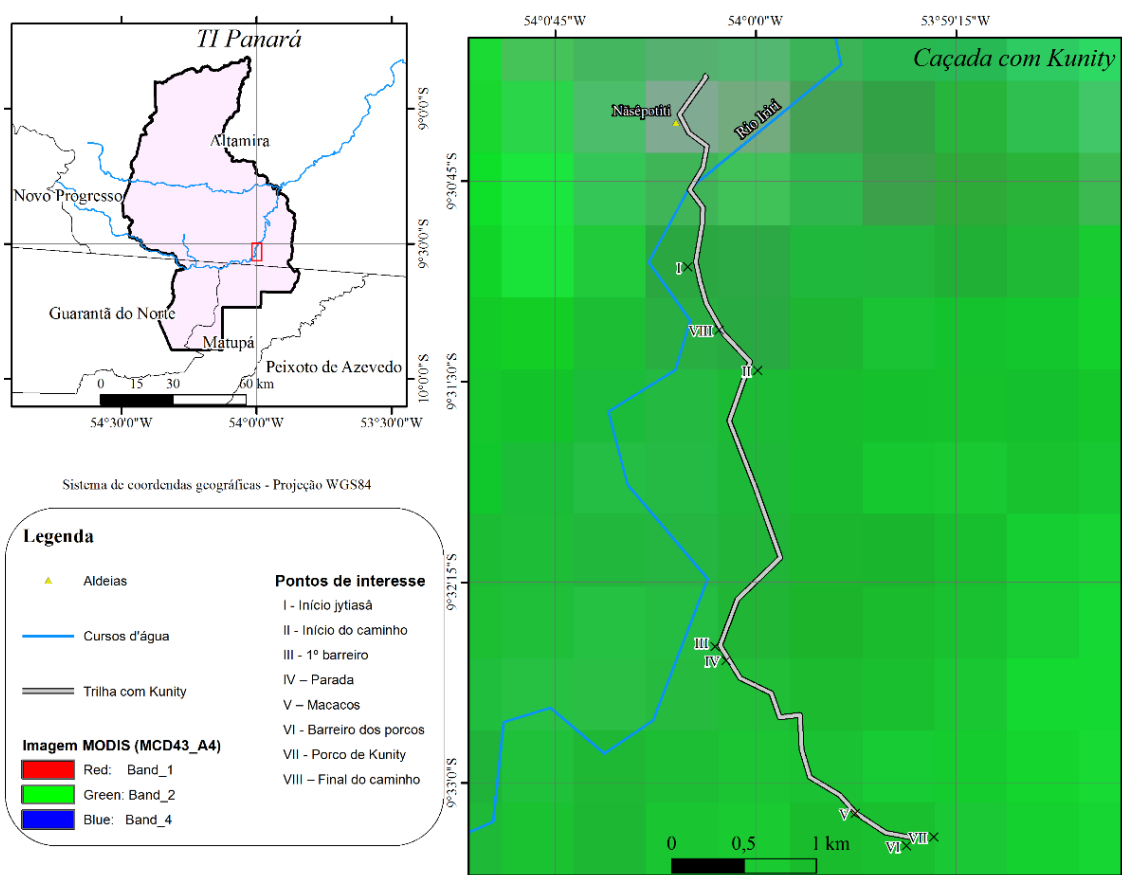 TI Panará
Altamira
Novo Progresso
Guarantã do Norte
Matupá
Peixoto de Azevedo
0 15 30 60 km
54°30'0"W 54°0'0"W 53°30'0"W
9°0'0"S
9°30'0"S
10°0'0"S
Sistema de coordendas geográficas - Projeção WGS84
Legenda
Aldeias
Cursos d'água
Trilha com Kunity
Imagem MODIS (MCD43_A4)
Red: Band_1
Green: Band_2
Blue: Band_4
Pontos de interesse
I - Início jytiasâ
II - Início do caminho
III - 1º barreiro
IV – Parada
V – Macacos
VI - Barreiro dos porcos
VII - Porco de Kunity
VIII – Final do caminho
54°0'45"W 54°0'0"W 53°59'15"W
Caçada com Kunity
Nãsêpotiti
Rio Iriri
9°30'45"S
I
VIII
II
9°31'30"S
9°32'15"S
III
IV
9°33'0"S
V
VII
VI
0 0,5 1 km